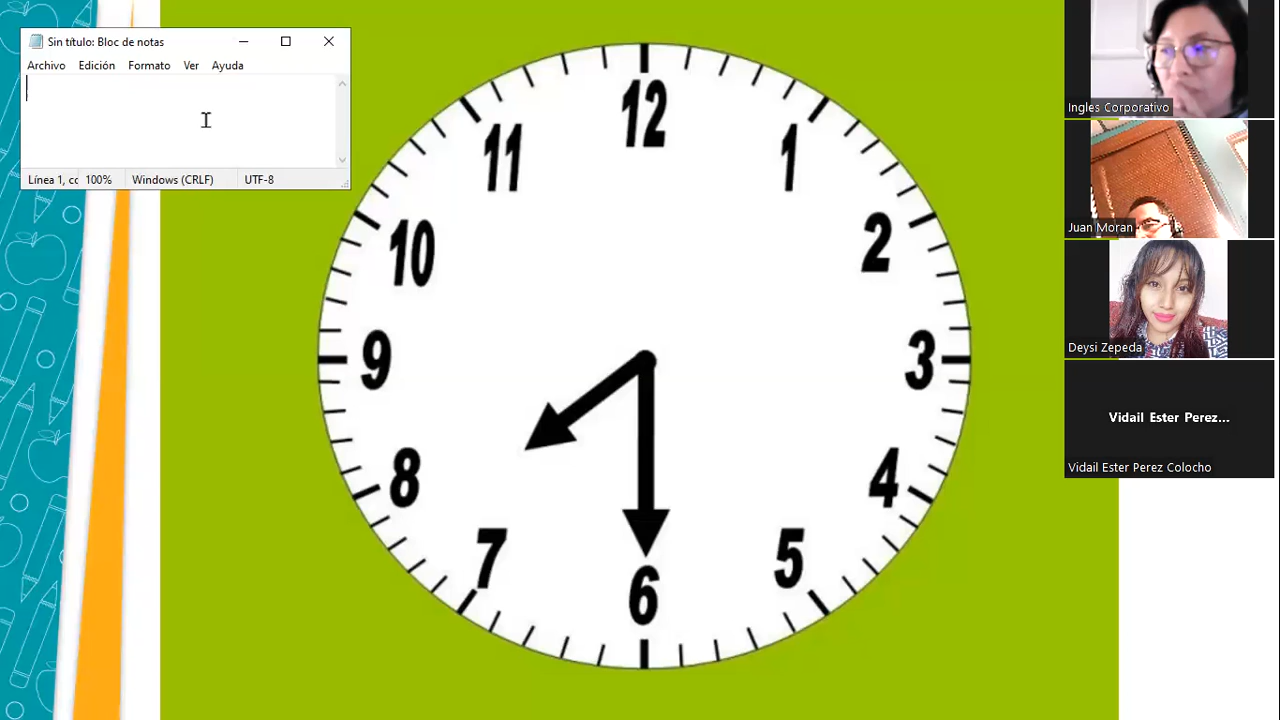 Sin título: Bloc de notas
Archivo Edición Formato Ver Ayuda
Línea 1, cc 100% Windows (CRLF) UTF-8
12
11 1
10 2
9 3
8 4
7 5
6
Ingles Corporativo
Juan Moran
Deysi Zepeda
Vidail Ester Perez...
Vidail Ester Perez Colocho